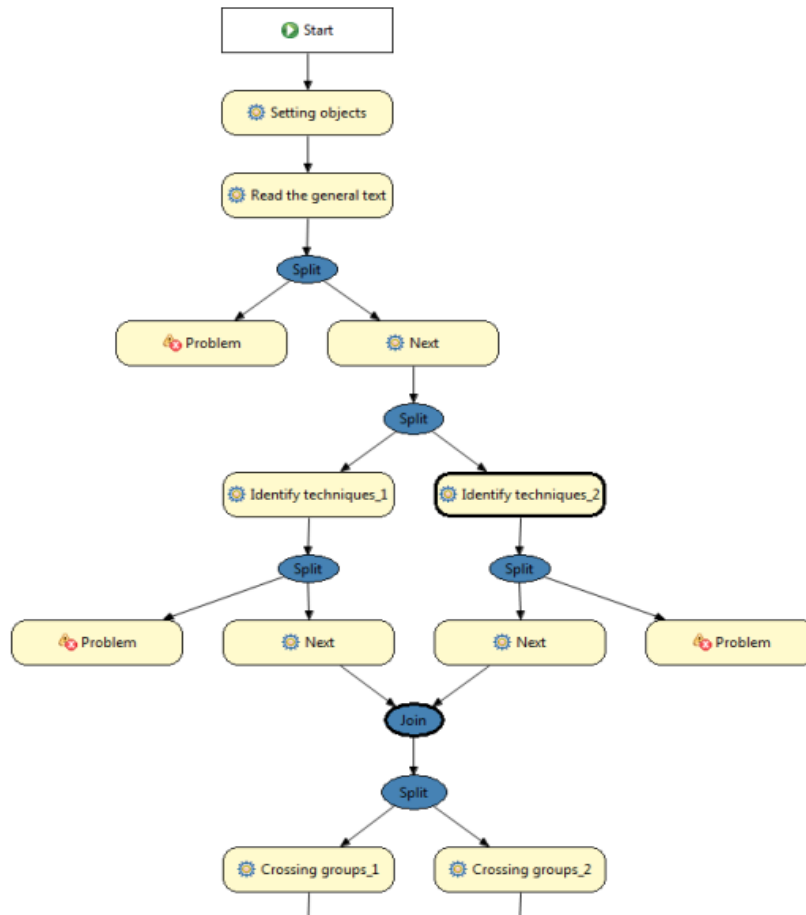 Start
Setting objects
Read the general text
Split
Problem
Next
Split
Identify techniques_1
Identify techniques_2
Split
Split
Problem
Next
Next
Problem
Join
Split
Crossing groups_1
Crossing groups_2